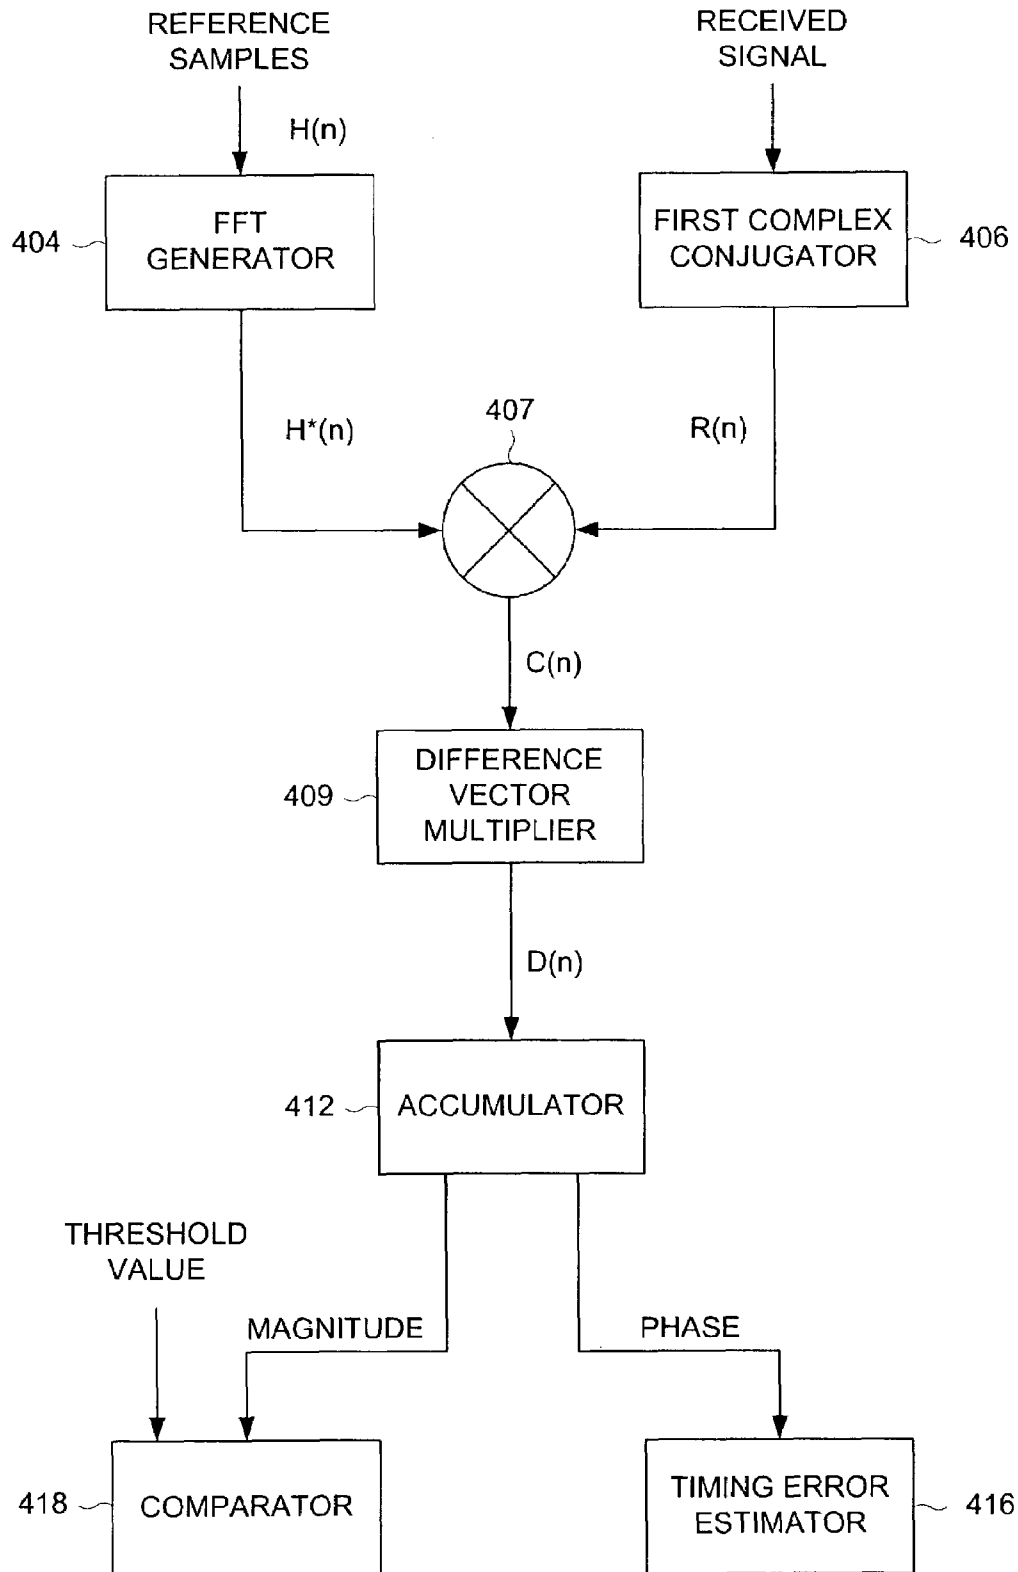 REFERENCE
SAMPLES
RECEIVED
SIGNAL
H(n)
FFT
GENERATOR
404
FIRST COMPLEX
CONJUGATOR
406
407
H*(n)
R(n)
C(n)
DIFFERENCE
VECTOR
MULTIPLIER
409
D(n)
ACCUMULATOR
412
THRESHOLD
VALUE
MAGNITUDE
PHASE
COMPARATOR
418
TIMING ERROR
ESTIMATOR
416